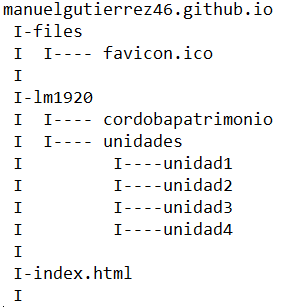 manuelgutierrez46.github.io
I-files
I I---- favicon.ico
I
I-lm1920
I I---- cordobapatrimonio
I I---- unidades
I I----unidad1
I I----unidad2
I I----unidad3
I I----unidad4
I
I-index.html
I